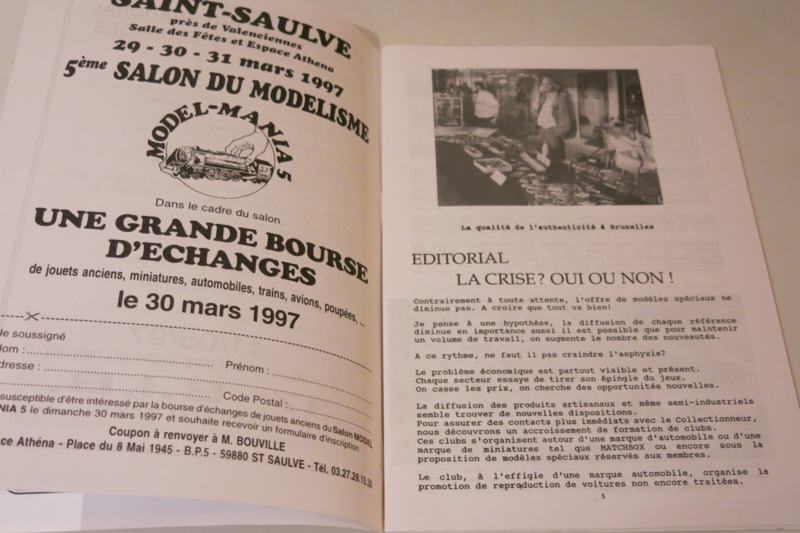 SAINT-SAULVE
près de Valenciennes
Salle des Fêtes et Espace Athena
29 - 30 - 31 mars 1997
5ème SALON DU MODELISME
MODEL-MANIA 5
Dans le cadre du salon
UNE GRANDE BOURSE
D'ECHANGES
de jouets anciens, miniatures, automobiles, trains, avions, poupées, ...
le 30 mars 1997
le soussigné
Nom : Prénom :
adresse :
Code Postal :
susceptible d'être intéressé par la bourse d'échanges de jouets anciens du Salon MODEL
NIA 5 le dimanche 30 mars 1997 et souhaite recevoir un formulaire d'inscription
Coupon à renvoyer à M. BOUVILLE
ace Athéna - Place du 8 Mai 1945 - B.P.5 - 59880 ST SAULVE - Tél. 03.27.28.15.30
La qualité de l'authenticité à Bruxelles
EDITORIAL
LA CRISE? OUI OU NON !
Contrairement à toute attente, l'offre de modèles spéciaux ne
diminue pas. A croire que tout va bien!
Je pense à une hypothèse, la diffusion de chaque référence
diminue en importance aussi il est possible que pour maintenir
un volume de travail, on augmente le nombre des nouveautés.
A ce rythme, ne faut il pas craindre l'asphyxie?
Le problème économique est partout visible et présent.
Chaque secteur essaye de tirer son épingle du jeux.
On casse les prix, on cherche des opportunités nouvelles.
La diffusion des produits artisanaux et même semi-industriels
semble trouver de nouvelles dispositions.
Pour assurer des contacts plus immédiats avec le Collectionneur,
nous découvrons un accroissement de formation de clubs.
Ces clubs s'organisent autour d'une marque d'automobile ou d'une
marque de miniatures tel que MATCHBOX ou encore sous la
proposition de modèles spéciaux réservés aux membres.
Le club, à l'effigie d'une marque automobile, organise la
promotion de reproduction de voitures non encore traitées.
5